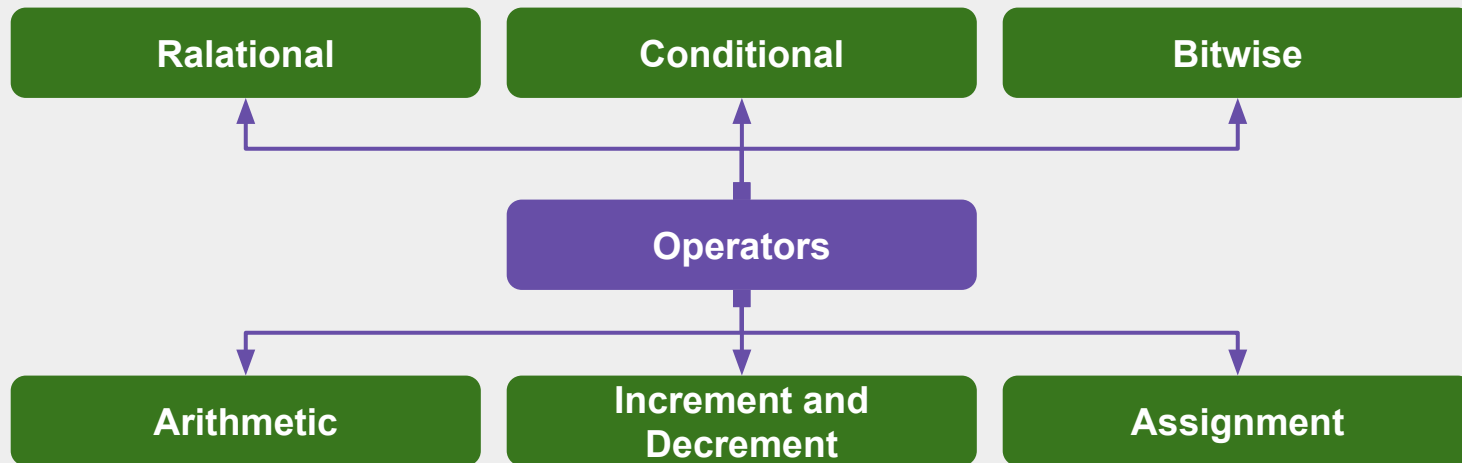 Ralational
Conditional
Bitwise
Operators
Arithmetic
Increment and
Decrement
Assignment